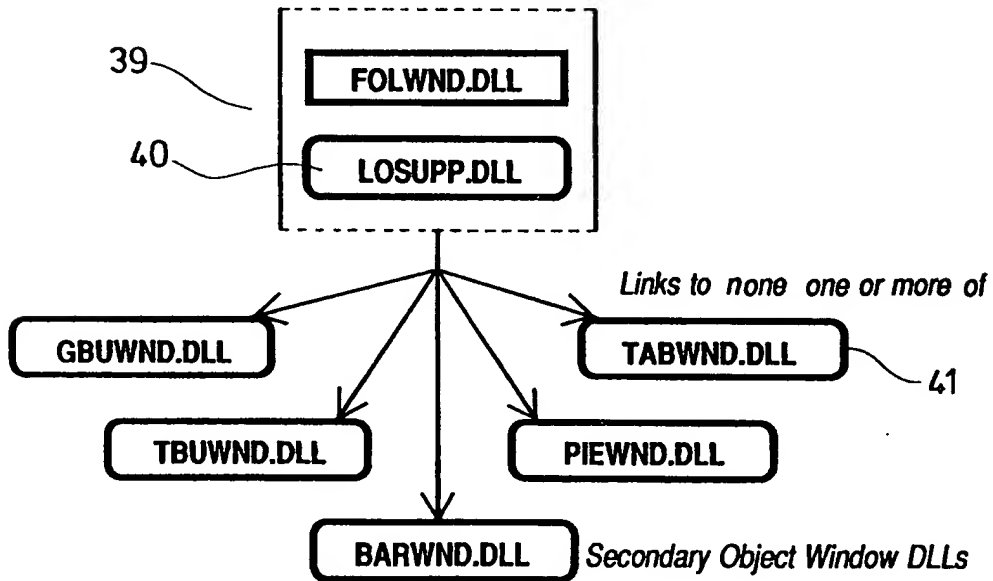 39
FOLWND.DLL
40
LOSUPP.DLL
Links to none one or more of
GBUWND.DLL
TABWND.DLL
41
TBUWND.DLL
PIEWND.DLL
BARWND.DLL
Secondary Object Window DLLs